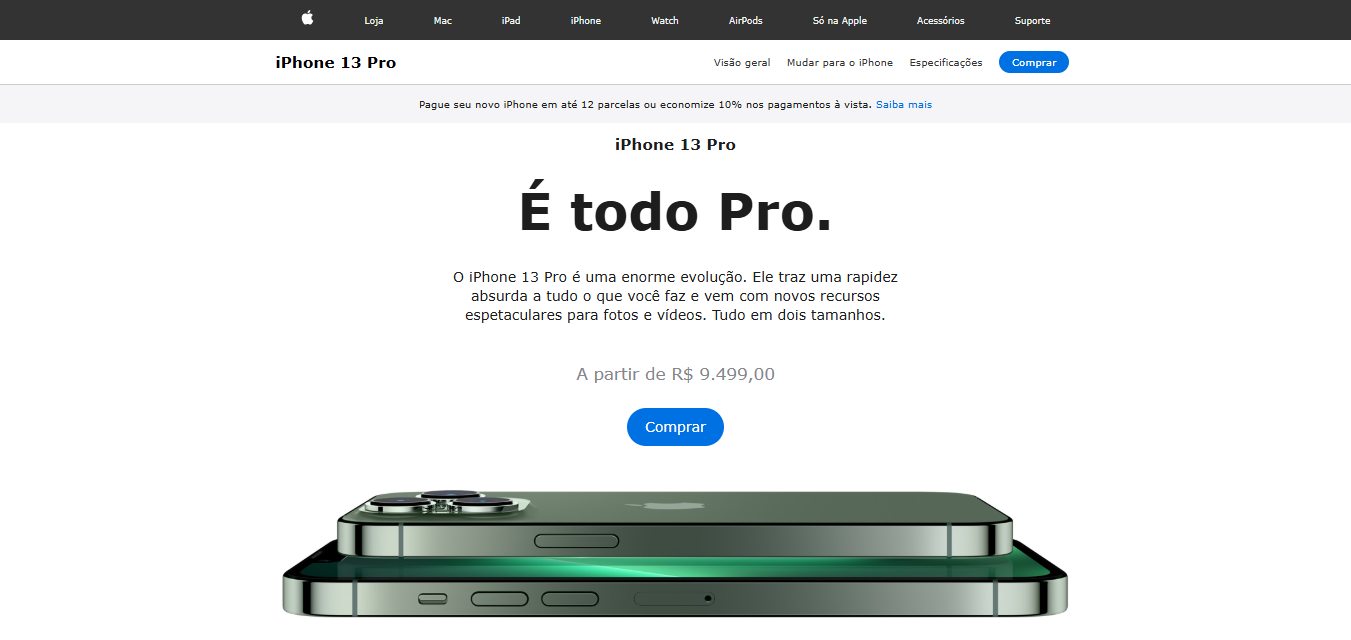 Loja Mac iPad iPhone Watch AirPods Só na Apple Acessórios Suporte
iPhone 13 Pro Visão geral Mudar para o iPhone Especificações Comprar
Pague seu novo iPhone em até 12 parcelas ou economize 10% nos pagamentos à vista. Saiba mais
iPhone 13 Pro
É todo Pro.
O iPhone 13 Pro é uma enorme evolução. Ele traz uma rapidez
absurda a tudo o que você faz e vem com novos recursos
espetaculares para fotos e vídeos. Tudo em dois tamanhos.
A partir de R$ 9.499,00
Comprar